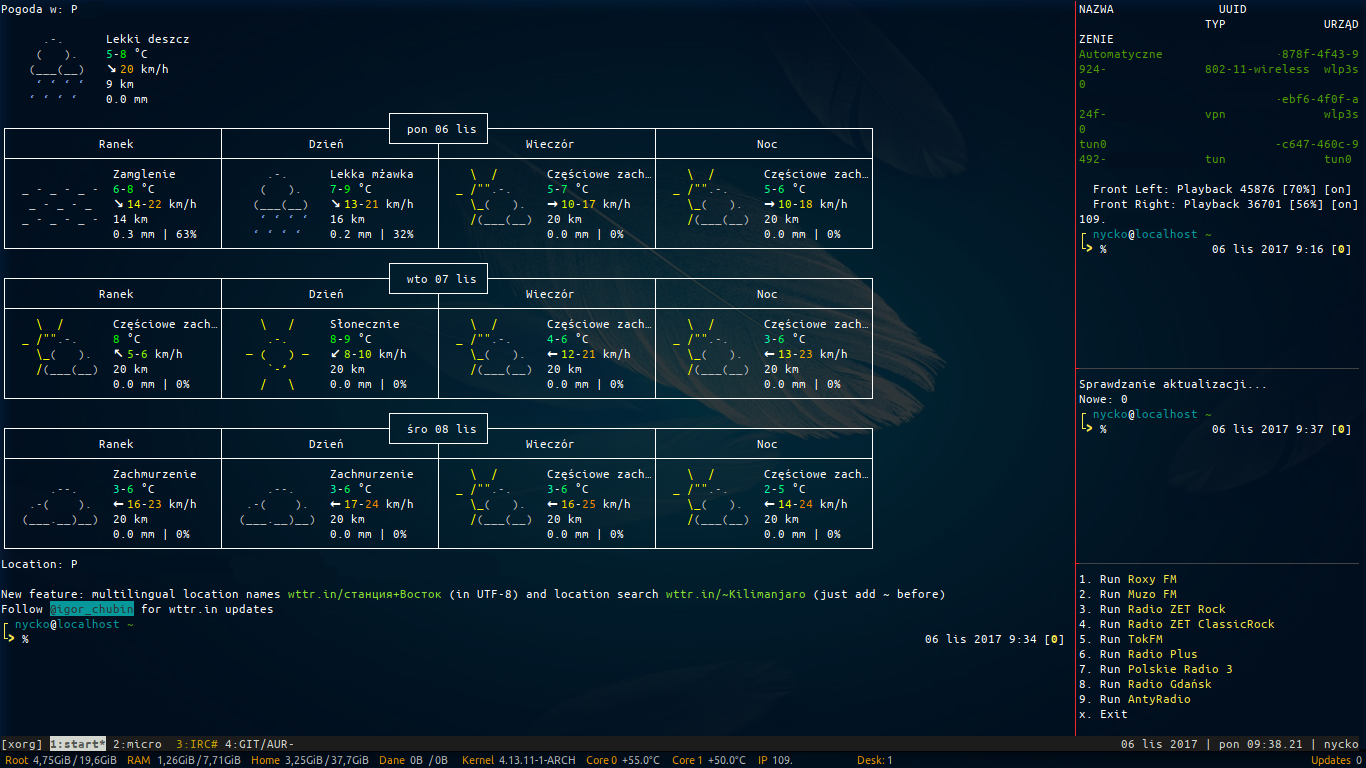 Pogoda w: P
Lekki deszcz
5-8 °C
↘ 20 km/h
9 km
0.0 mm
pon 06 lis
Ranek Dzień Wieczór Noc
Zamglenie Lekka mżawka Częściowe zach… Częściowe zach…
6-8 °C 7-9 °C 5-7 °C 5-6 °C
↘ 14-22 km/h ↘ 13-21 km/h → 10-17 km/h → 10-18 km/h
14 km 16 km 20 km 20 km
0.3 mm | 63% 0.2 mm | 32% 0.0 mm | 0% 0.0 mm | 0%
wto 07 lis
Ranek Dzień Wieczór Noc
Częściowe zach… Słonecznie Częściowe zach… Częściowe zach…
8 °C 8-9 °C 4-6 °C 3-6 °C
↖ 5-6 km/h ↙ 8-10 km/h ← 12-21 km/h ← 13-23 km/h
20 km 20 km 20 km 20 km
0.0 mm | 0% 0.0 mm | 0% 0.0 mm | 0% 0.0 mm | 0%
śro 08 lis
Ranek Dzień Wieczór Noc
Zachmurzenie Zachmurzenie Częściowe zach… Częściowe zach…
3-6 °C 3-6 °C 3-6 °C 2-5 °C
← 16-23 km/h ← 17-24 km/h ← 16-25 km/h ← 14-24 km/h
20 km 20 km 20 km 20 km
0.0 mm | 0% 0.0 mm | 0% 0.0 mm | 0% 0.0 mm | 0%
Location: P
New feature: multilingual location names wttr.in/станция+Восток (in UTF-8) and location search wttr.in/~Kilimanjaro (just add ~ before)
Follow @igor_chubin for wttr.in updates
nycko@localhost ~
% 06 lis 2017 9:34 [0]
NAZWA UUID
TYP URZĄD
ZENIE
Automatyczne -878f-4f43-9
924- 802-11-wireless wlp3s
0
-ebf6-4f0f-a
24f- vpn wlp3s
0
tun0 -c647-460c-9
492- tun tun0
Front Left: Playback 45876 [70%] [on]
Front Right: Playback 36701 [56%] [on]
109.
nycko@localhost ~
% 06 lis 2017 9:16 [0]
Sprawdzanie aktualizacji...
Nowe: 0
nycko@localhost ~
% 06 lis 2017 9:37 [0]
1. Run Roxy FM
2. Run Muzo FM
3. Run Radio ZET Rock
4. Run Radio ZET ClassicRock
5. Run TokFM
6. Run Radio Plus
7. Run Polskie Radio 3
8. Run Radio Gdańsk
9. Run AntyRadio
x. Exit
[xorg] 1:start* 2:micro 3:IRC# 4:GIT/AUR- 06 lis 2017 | pon 09:38.21 | nycko
Root 4,75GiB/19,6GiB RAM 1,26GiB/7,71GiB Home 3,25GiB/37,7GiB Dane 0B /0B Kernel 4.13.11-1-ARCH Core 0 +55.0°C Core 1 +50.0°C IP 109. Desk: 1 Updates 0